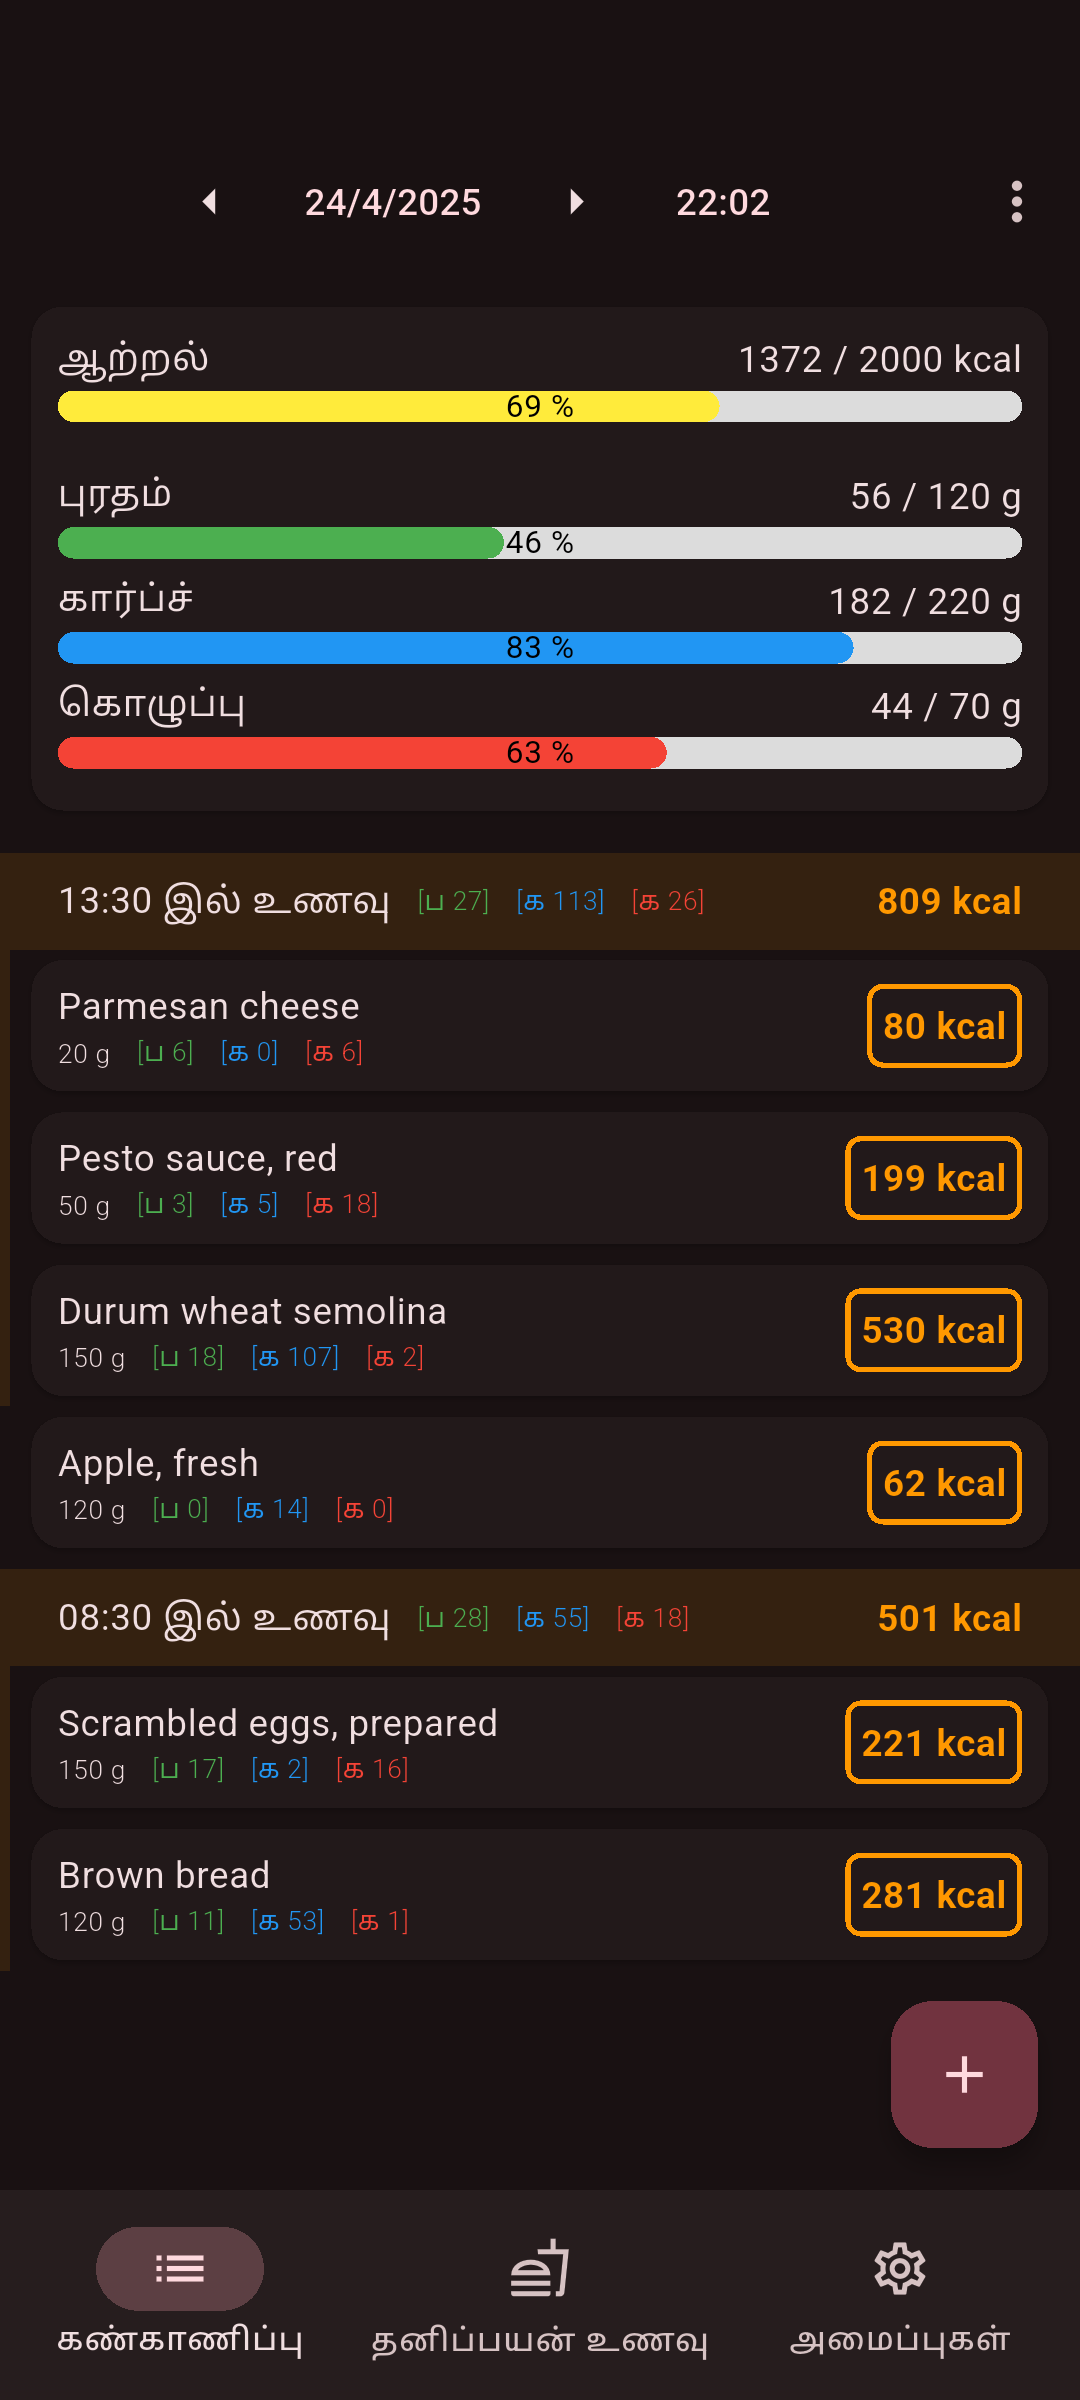 24/4/2025 22:02
ஆற்றல் 1372 / 2000 kcal
69 %
புரதம் 56 / 120 g
46 %
கார்ப்ச் 182 / 220 g
83 %
கொழுப்பு 44 / 70 g
63 %
13:30 இல் உணவு [ப 27] [க 113] [க 26] 809 kcal
Parmesan cheese 80 kcal
20 g [ப 6] [க 0] [க 6]
Pesto sauce, red 199 kcal
50 g [ப 3] [க 5] [க 18]
Durum wheat semolina 530 kcal
150 g [ப 18] [க 107] [க 2]
Apple, fresh 62 kcal
120 g [ப 0] [க 14] [க 0]
08:30 இல் உணவு [ப 28] [க 55] [க 18] 501 kcal
Scrambled eggs, prepared 221 kcal
150 g [ப 17] [க 2] [க 16]
Brown bread 281 kcal
120 g [ப 11] [க 53] [க 1]
கண்காணிப்பு தனிப்பயன் உணவு அமைப்புகள்